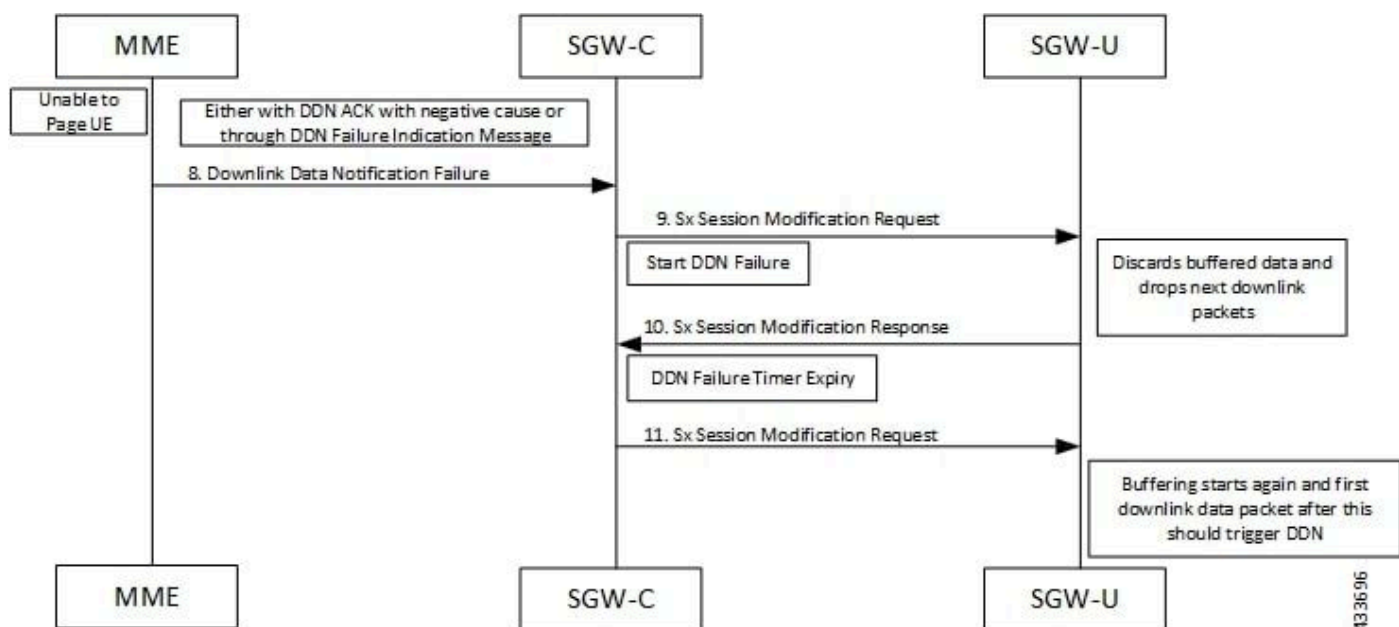 MME
SGW-C
SGW-U
Unable to
Page UE
Either with DDN ACK with negative cause or
through DDN Failure Indication Message
8. Downlink Data Notification Failure
9. Sx Session Modification Request
Start DDN Failure
Discards buffered data and
drops next downlink
packets
10. Sx Session Modification Response
DDN Failure Timer Expiry
11. Sx Session Modification Request
Buffering starts again and first
downlink data packet after this
should trigger DDN
MME
SGW-C
SGW-U
433696